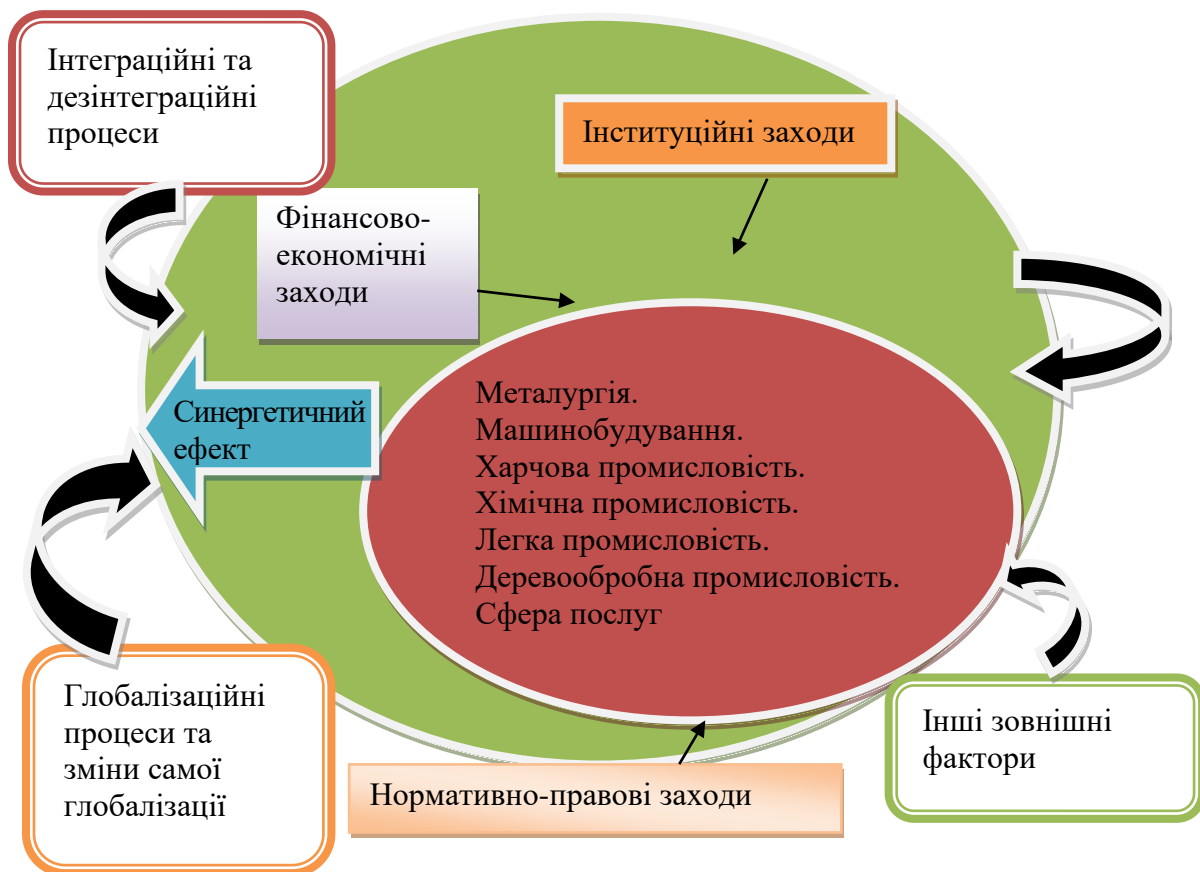 Інтеграційні та
дезінтеграційні
процеси
Інституційні заходи
Фінансово-
економічні
заходи
Синергетичний
ефект
Металургія.
Машинобудування.
Харчова промисловість.
Хімічна промисловість.
Легка промисловість.
Деревообробна промисловість.
Сфера послуг
Глобалізаційні
процеси та
зміни самої
глобалізації
Нормативно-правові заходи
Інші зовнішні
фактори